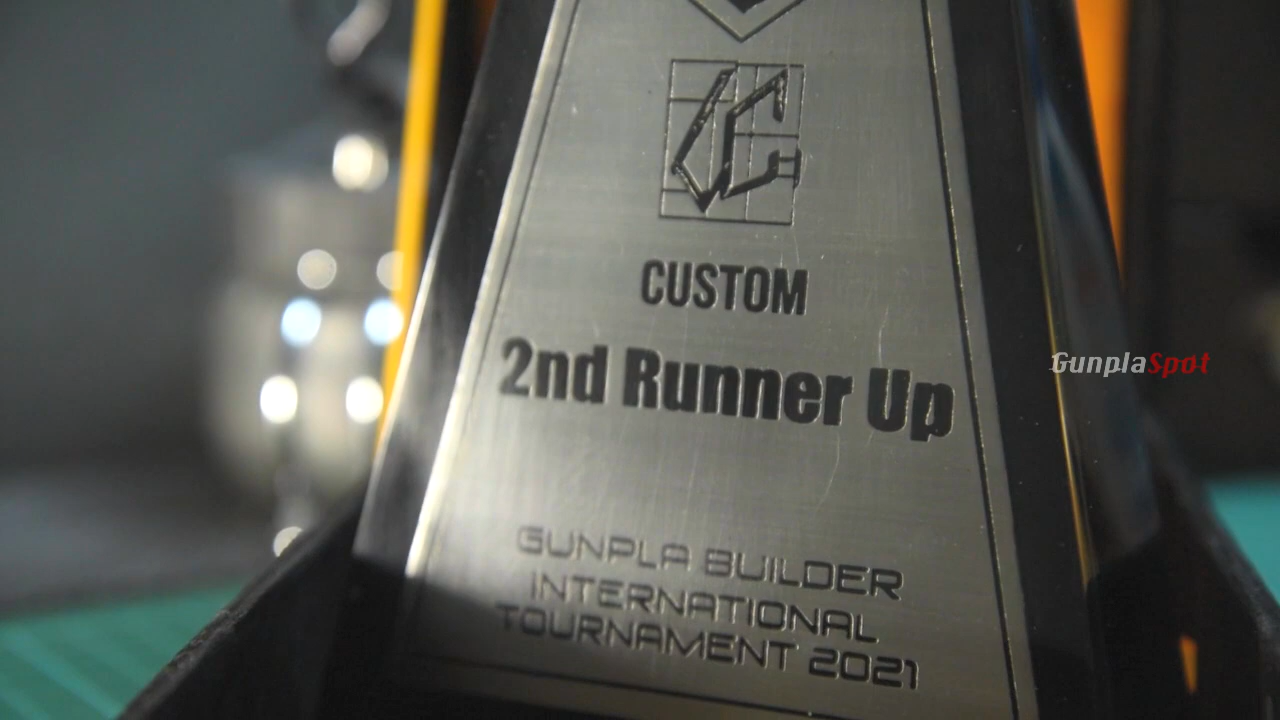 CUSTOM
2nd Runner Up
GunplaSpot
GUNPLA BUILDER
INTERNATIONAL
TOURNAMENT 2021